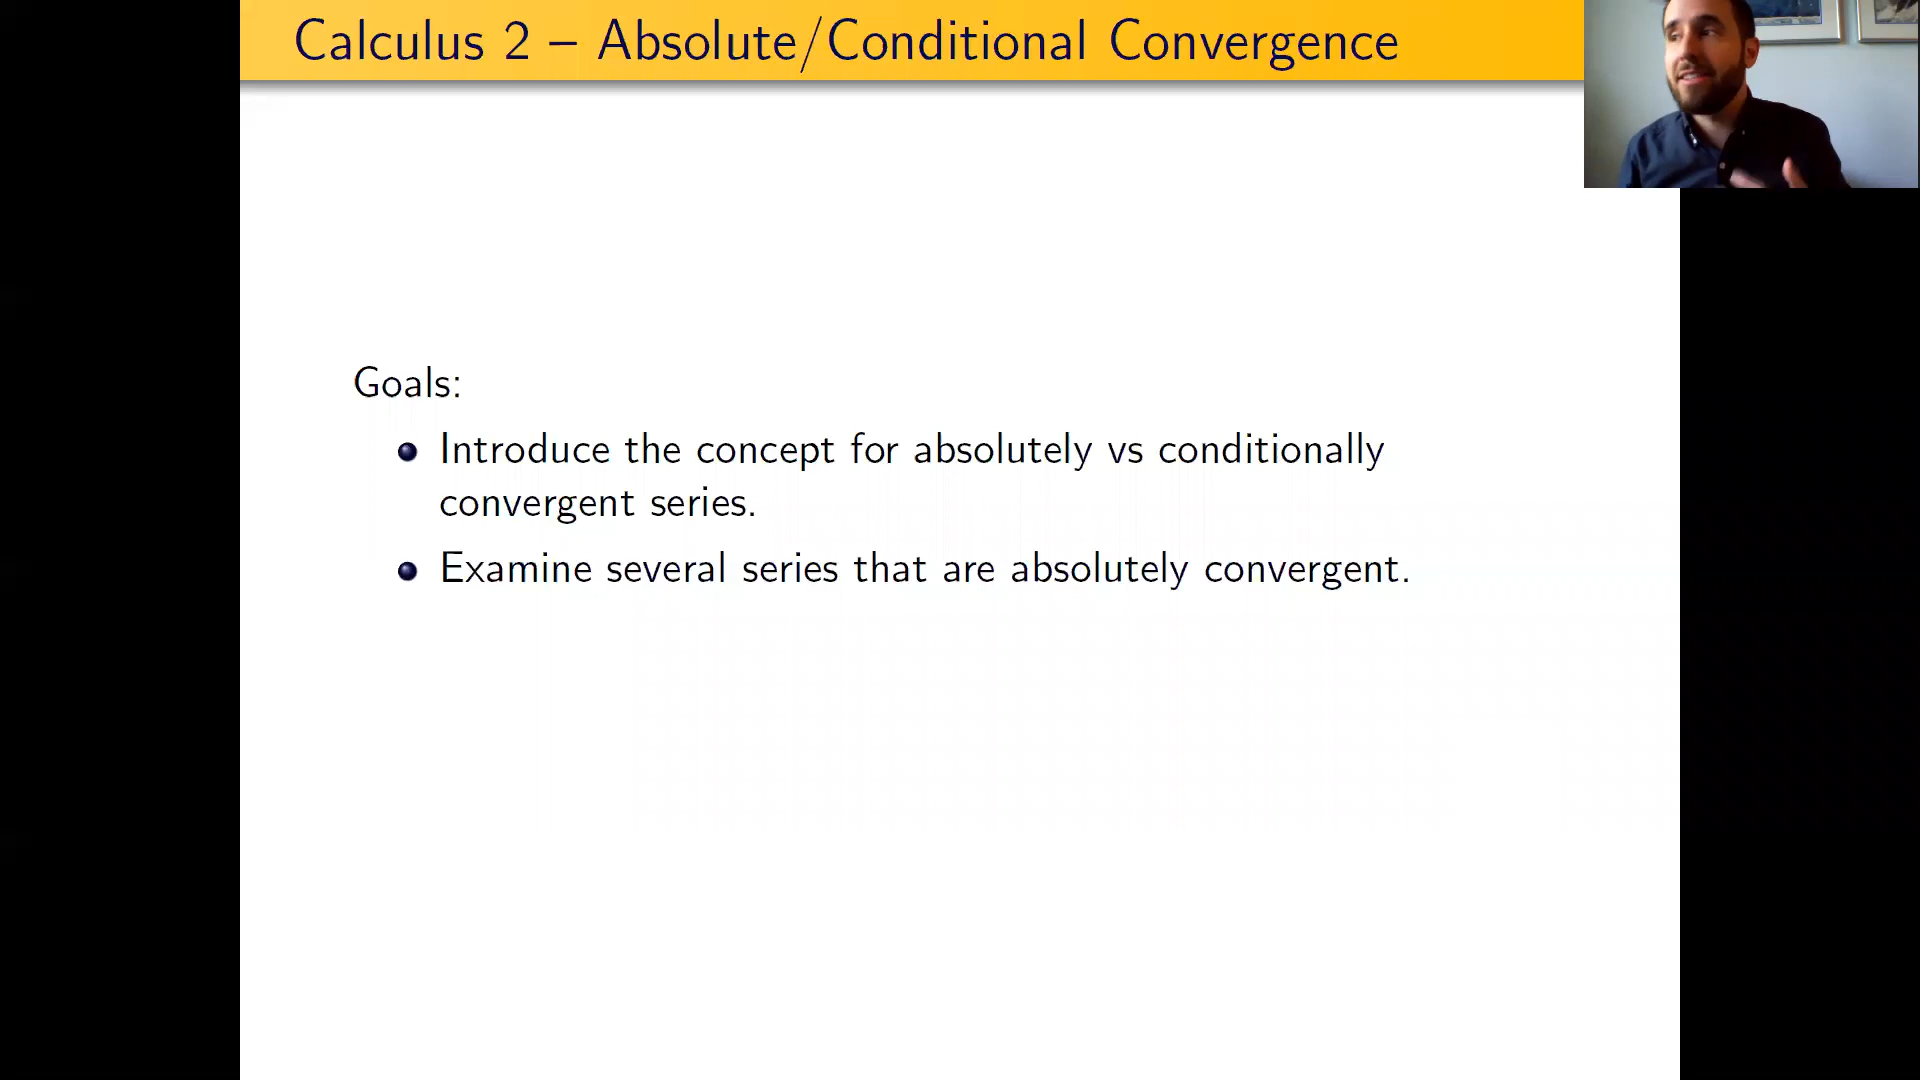 Calculus 2 – Absolute/Conditional Convergence
Goals:
Introduce the concept for absolutely vs conditionally
convergent series.
Examine several series that are absolutely convergent.